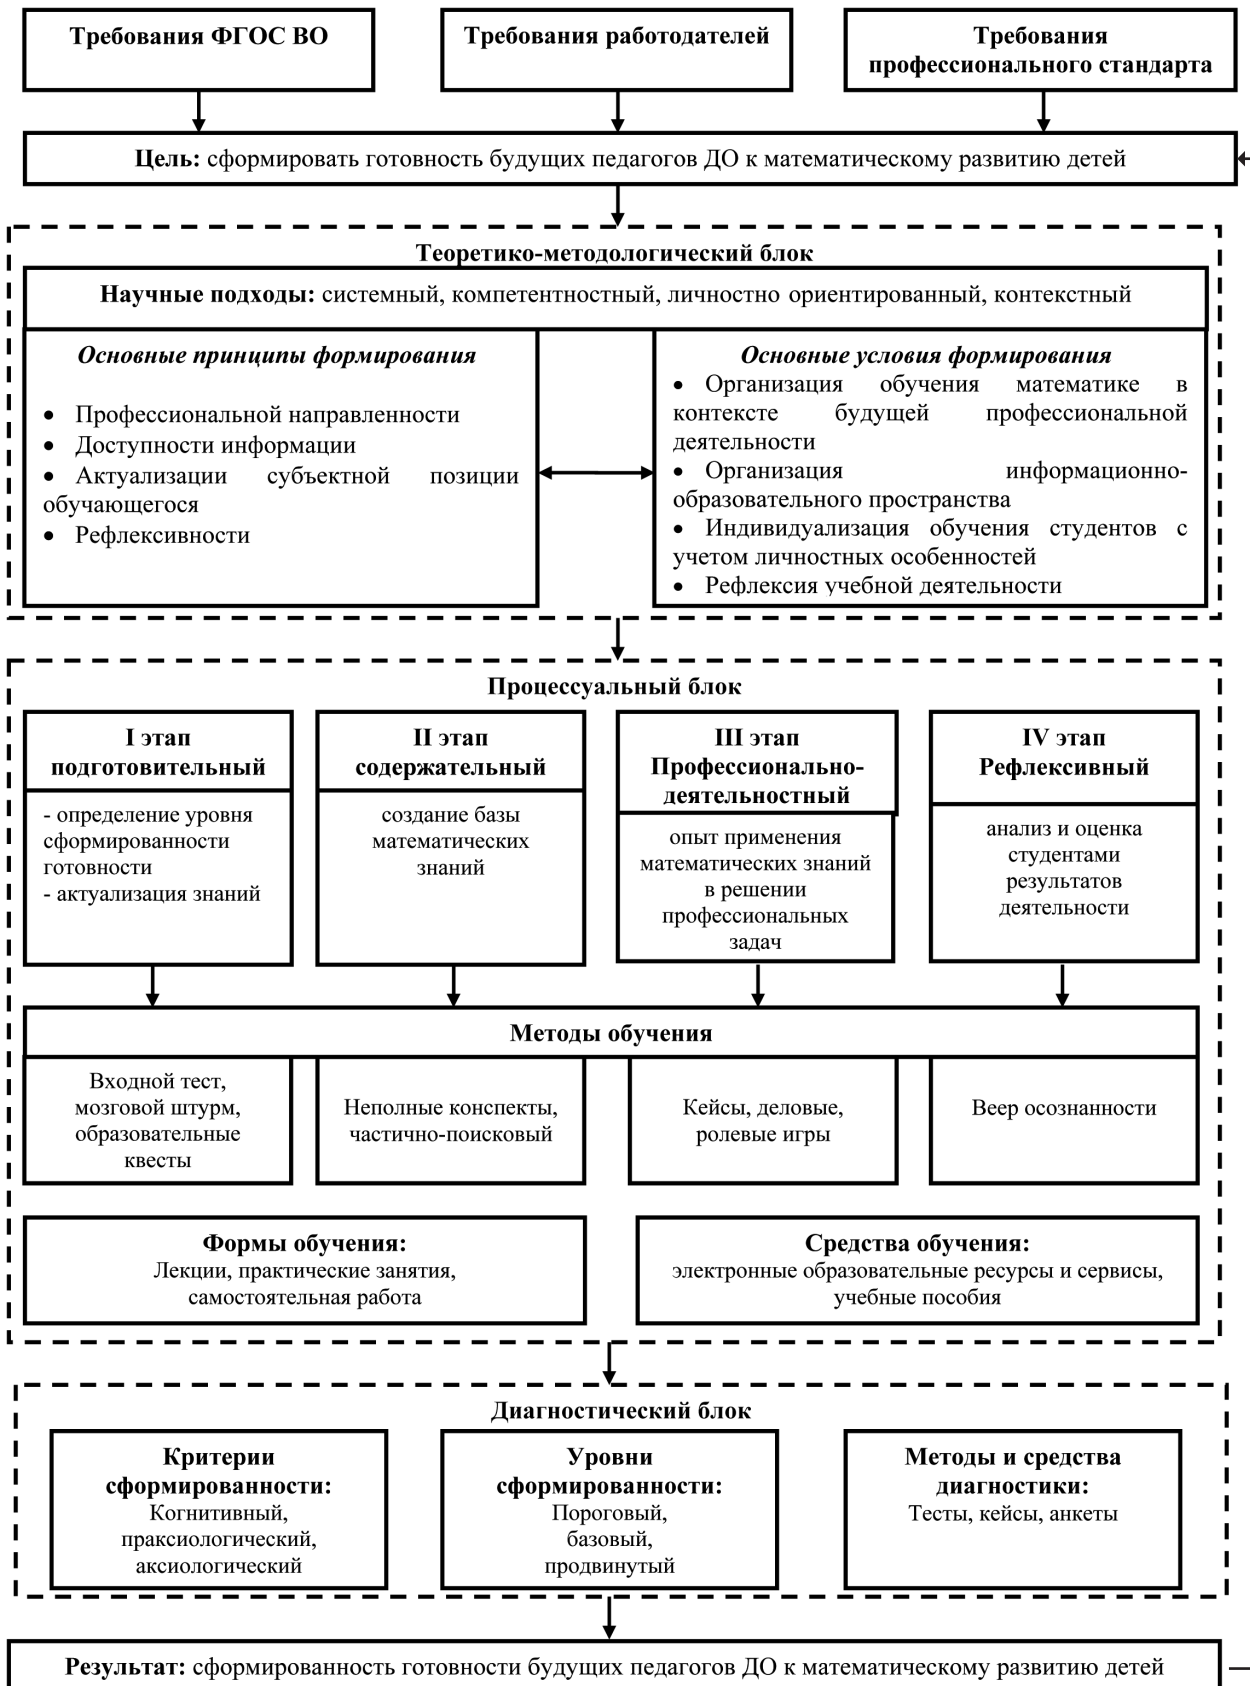 Требования ФГОС ВО
Требования работодателей
Требования
профессионального стандарта
Цель: сформировать готовность будущих педагогов ДО к математическому развитию детей
Теоретико-методологический блок
Научные подходы: системный, компетентностный, личностно ориентированный, контекстный
Основные принципы формирования
• Профессиональной направленности
• Доступности информации
• Актуализации субъектной позиции
обучающегося
• Рефлексивности
Основные условия формирования
• Организация обучения математике в
контексте будущей профессиональной
деятельности
• Организация информационно-
образовательного пространства
• Индивидуализация обучения студентов с
учетом личностных особенностей
• Рефлексия учебной деятельности
Процессуальный блок
I этап
подготовительный
- определение уровня
сформированности
готовности
- актуализация знаний
II этап
содержательный
создание базы
математических
знаний
III этап
Профессионально-
деятельностный
опыт применения
математических знаний
в решении
профессиональных
задач
IV этап
Рефлексивный
анализ и оценка
студентами
результатов
деятельности
Методы обучения
Входной тест,
мозговой штурм,
образовательные
квесты
Неполные конспекты,
частично-поисковый
Кейсы, деловые,
ролевые игры
Веер осознанности
Формы обучения:
Лекции, практические занятия,
самостоятельная работа
Средства обучения:
электронные образовательные ресурсы и сервисы,
учебные пособия
Диагностический блок
Критерии
сформированности:
Когнитивный,
праксиологический,
аксиологический
Уровни
сформированности:
Пороговый,
базовый,
продвинутый
Методы и средства
диагностики:
Тесты, кейсы, анкеты
Результат: сформированность готовности будущих педагогов ДО к математическому развитию детей